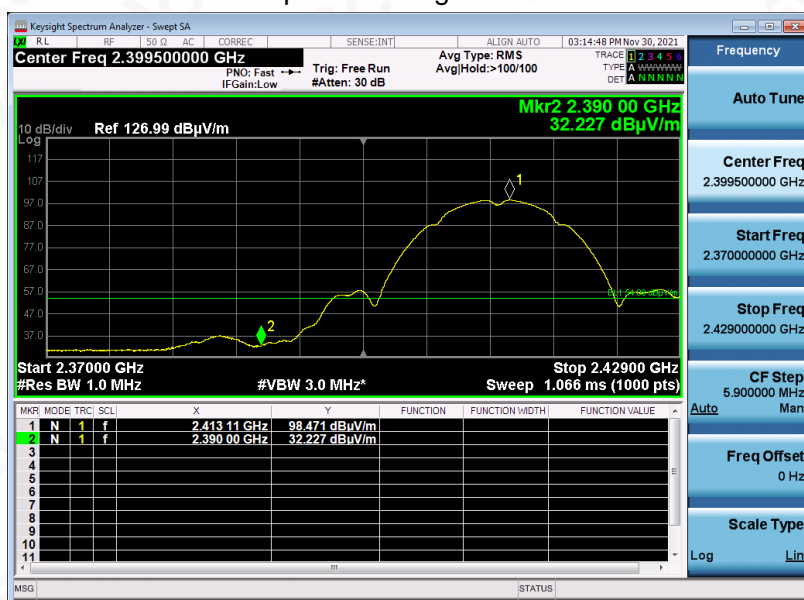 Keysight Spectrum Analyzer - Swept SA
LXI RL RF 50 Ω AC CORREC SENSE:INT ALIGN AUTO 03:14:48 PM Nov 30, 2021
Center Freq 2.399500000 GHz
PNO: Fast
IFGain:Low
Trig: Free Run
#Atten: 30 dB
Avg Type: RMS
Avg|Hold:>100/100
TRACE 1 2 3 4 5 6
TYPE A WWWWW
DET A N N N N N
Mkr2 2.390 00 GHz
32.227 dBµV/m
10 dB/div Ref 126.99 dBµV/m
Log
117
107
97.0
87.0
77.0
67.0
57.0
47.0
37.0
1
2
Start 2.37000 GHz Stop 2.42900 GHz
#Res BW 1.0 MHz #VBW 3.0 MHz* Sweep 1.066 ms (1000 pts)
MKR MODE TRC SCL X Y FUNCTION FUNCTION WIDTH FUNCTION VALUE
1 N 1 f 2.413 11 GHz 98.471 dBµV/m
2 N 1 f 2.390 00 GHz 32.227 dBµV/m
3
4
5
6
7
8
9
10
11
MSG STATUS
Frequency
Auto Tune
Center Freq
2.399500000 GHz
Start Freq
2.370000000 GHz
Stop Freq
2.429000000 GHz
CF Step
5.900000 MHz
Auto Man
Freq Offset
0 Hz
Scale Type
Log Lin